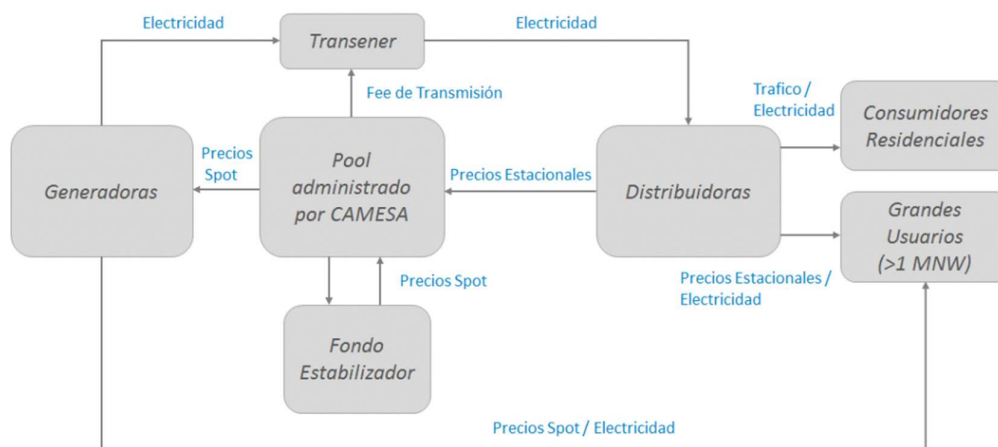 Electricidad
Electricidad
Transener
Fee de Transmisión
Trafico /
Electricidad
Consumidores
Residenciales
Generadoras
Precios
Spot
Pool
administrado
por CAMESA
Precios Estacionales
Distribuidoras
Grandes
Usuarios
(>1 MNW)
Precios Spot
Precios Estacionales /
Electricidad
Fondo
Estabilizador
Precios Spot / Electricidad